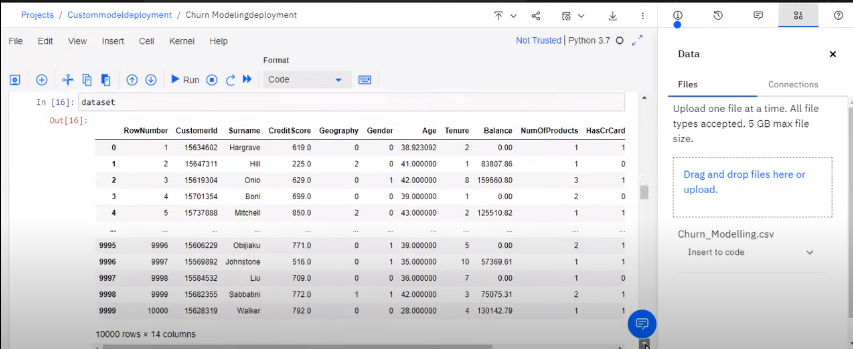 Projects / Custommodeldeployment / Churn Modelingdeployment
File Edit View Insert Cell Kernel Help
Not Trusted | Python 3.7
Format
Run
Code
In [16]: dataset
Out[16]:
RowNumber CustomerId Surname CreditScore Geography Gender Age Tenure Balance NumOfProducts HasCrCard
0 1 15634602 Hargrave 619.0 0 0 38.923092 2 0.00 1 1
1 2 15647311 Hill 225.0 2 0 41.000000 1 83807.86 1 0
2 3 15619304 Onio 629.0 0 1 42.000000 8 159660.80 3 1
3 4 15701354 Boni 699.0 0 0 39.000000 1 0.00 2 0
4 5 15737888 Mitchell 850.0 2 0 43.000000 2 125510.82 1 1
... ... ... ... ... ... ... ... ... ... ... ...
9995 9996 15606229 Obijiaku 771.0 0 1 39.000000 5 0.00 2 1
9996 9997 15569892 Johnstone 516.0 0 1 35.000000 10 57369.61 1 1
9997 9998 15584532 Liu 709.0 0 0 36.000000 7 0.00 1 0
9998 9999 15682355 Sabbatini 772.0 1 1 42.000000 3 75075.31 2 1
9999 10000 15628319 Walker 792.0 0 0 28.000000 4 130142.79 1 1
10000 rows × 14 columns
Data
Files Connections
Upload one file at a time. All file
types accepted. 5 GB max file
size.
Drag and drop files here or
upload.
Churn_Modelling.csv
Insert to code